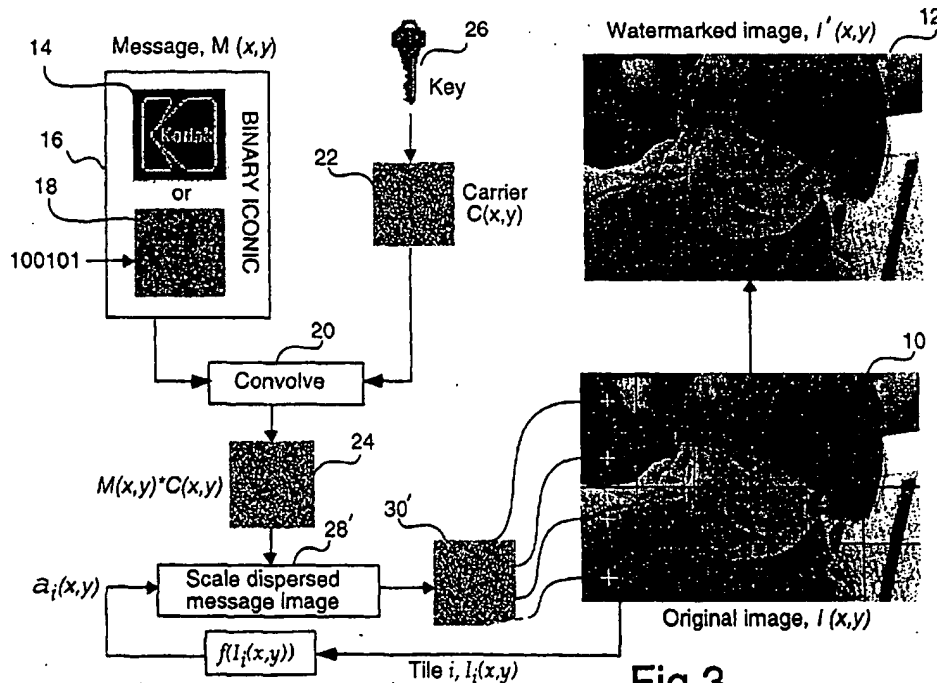 Message, M (x,y)
14
16
Kodak
or
18
100101
BINARY ICONIC
26
Key
22
Carrier
C(x,y)
Watermarked image, I' (x,y)
12
20
Convolve
10
24
M(x,y)*C(x,y)
28'
30'
a_i(x,y)
Scale dispersed
message Image
f(I_i(x,y))
Tile i, I_i(x,y)
Original image, I (x,y)
Fig 3